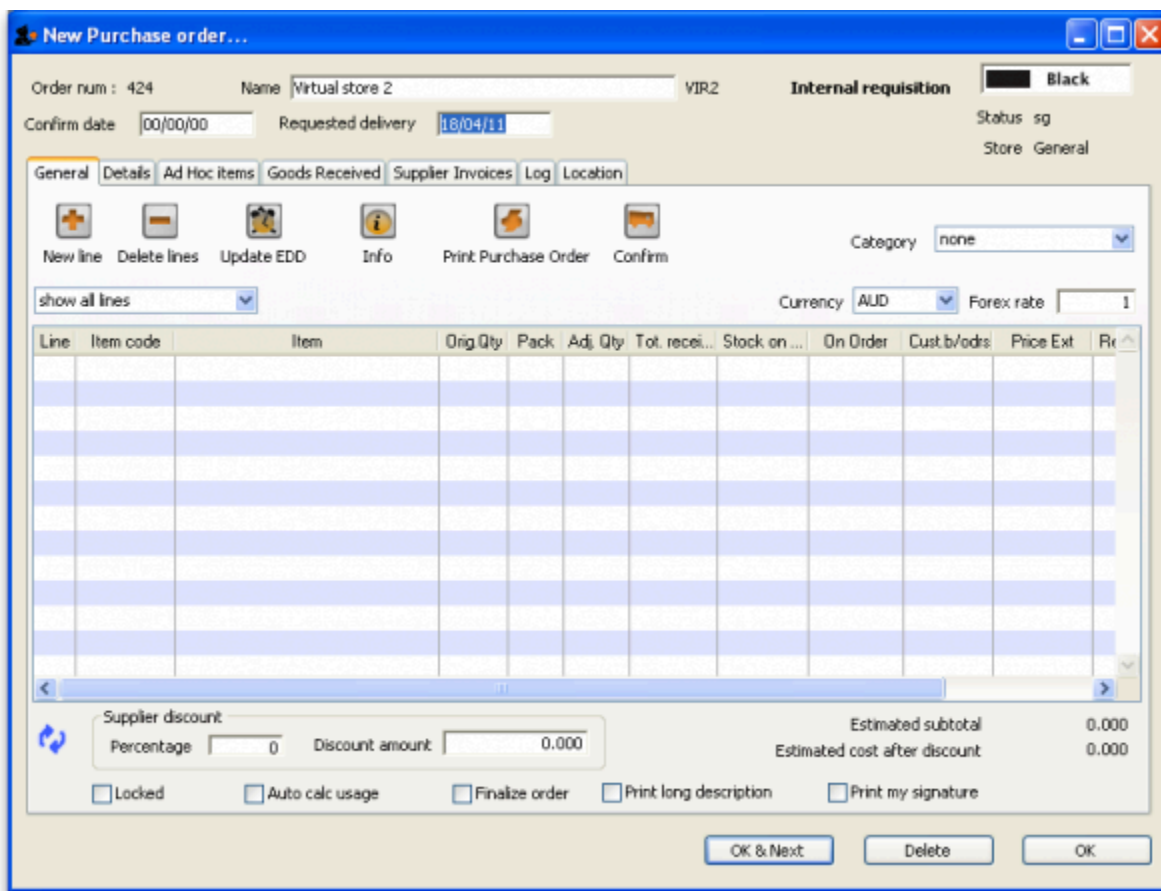 New Purchase order...
Order num : 424 Name Virtual store 2 VIR2 Internal requisition Black
Confirm date 00/00/00 Requested delivery 18/04/11 Status sg
Store General
General Details Ad Hoc items Goods Received Supplier Invoices Log Location
New line Delete lines Update EDD Info Print Purchase Order Confirm Category none
show all lines Currency AUD Forex rate 1
Line Item code Item Orig.Qty Pack Adj. Qty Tot. recei... Stock on ... On Order Cust.b/odrs Price Ext Re
Supplier discount Estimated subtotal 0.000
Percentage 0 Discount amount 0.000 Estimated cost after discount 0.000
Locked Auto calc usage Finalize order Print long description Print my signature
OK & Next Delete OK